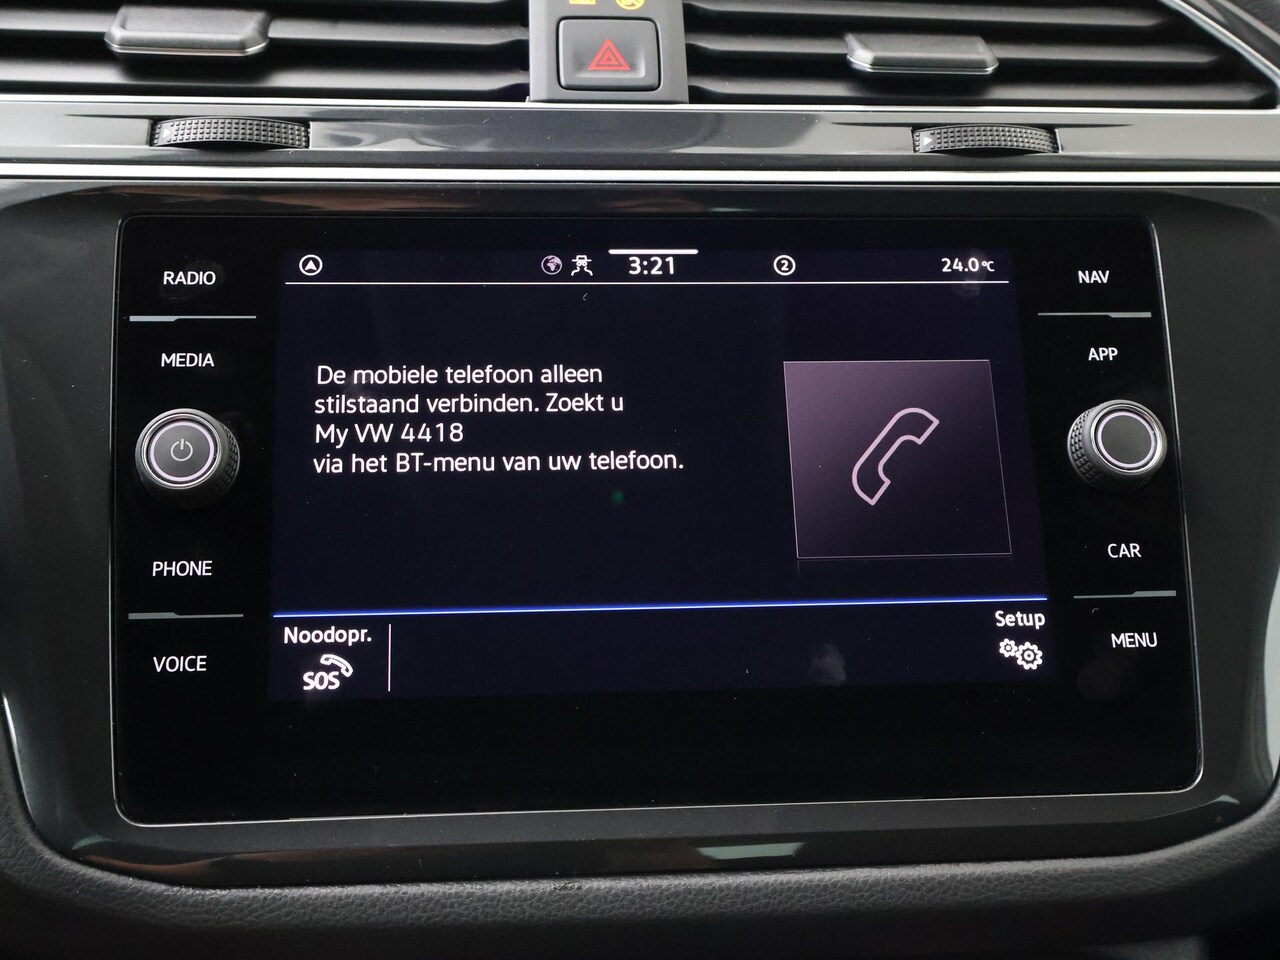 RADIO
MEDIA
PHONE
VOICE
3:21
2
24.0°C
De mobiele telefoon alleen
stilstaand verbinden. Zoekt u
My VW 4418
via het BT-menu van uw telefoon.
Noodopr.
SOS
Setup
NAV
APP
CAR
MENU